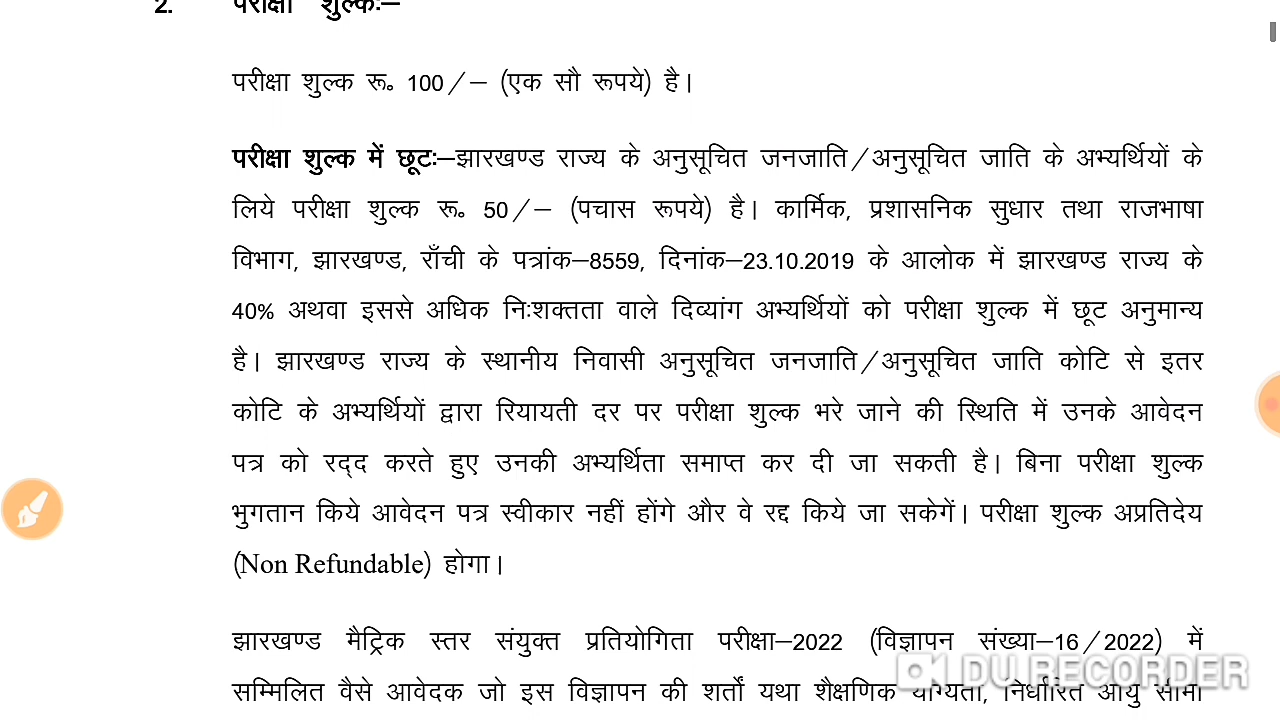 2. परीक्षा शुल्कः–
परीक्षा शुल्क रू० 100/– (एक सौ रूपये) है।
परीक्षा शुल्क में छूटः–झारखण्ड राज्य के अनुसूचित जनजाति/अनुसूचित जाति के अभ्यर्थियों के
लिये परीक्षा शुल्क रू० 50/– (पचास रूपये) है। कार्मिक, प्रशासनिक सुधार तथा राजभाषा
विभाग, झारखण्ड, राँची के पत्रांक–8559, दिनांक–23.10.2019 के आलोक में झारखण्ड राज्य के
40% अथवा इससे अधिक निःशक्तता वाले दिव्यांग अभ्यर्थियों को परीक्षा शुल्क में छूट अनुमान्य
है। झारखण्ड राज्य के स्थानीय निवासी अनुसूचित जनजाति/अनुसूचित जाति कोटि से इतर
कोटि के अभ्यर्थियों द्वारा रियायती दर पर परीक्षा शुल्क भरे जाने की स्थिति में उनके आवेदन
पत्र को रद्द करते हुए उनकी अभ्यर्थिता समाप्त कर दी जा सकती है। बिना परीक्षा शुल्क
भुगतान किये आवेदन पत्र स्वीकार नहीं होंगे और वे रद्द किये जा सकेगें। परीक्षा शुल्क अप्रतिदेय
(Non Refundable) होगा।
झारखण्ड मैट्रिक स्तर संयुक्त प्रतियोगिता परीक्षा–2022 (विज्ञापन संख्या–16/2022) में
सम्मिलित वैसे आवेदक जो इस विज्ञापन की शर्तों यथा शैक्षणिक योग्यता, निर्धारित आयु सीमा
DU RECORDER